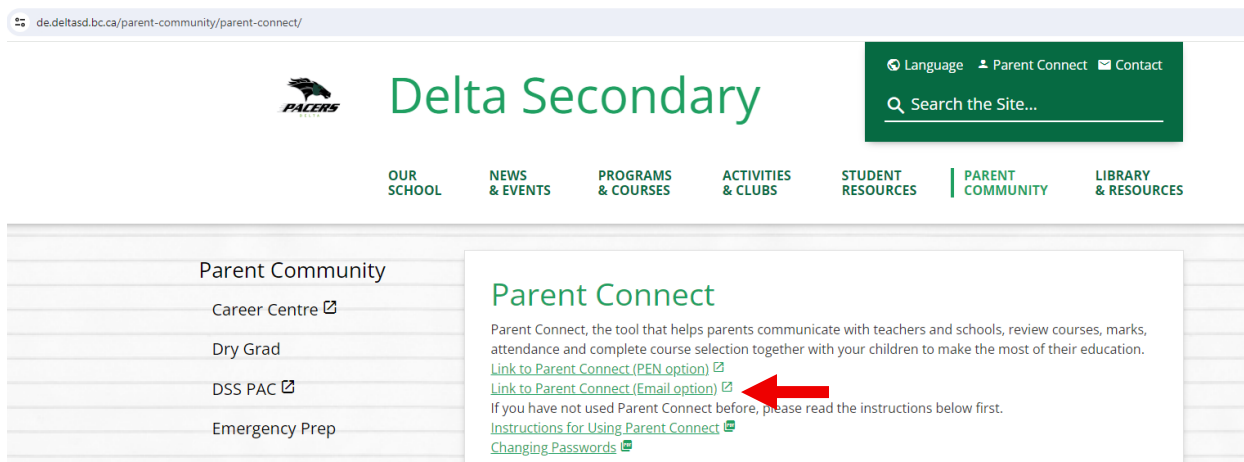 de.deltasd.bc.ca/parent-community/parent-connect/
Language Parent Connect Contact
PACERS
DELTA
Delta Secondary
Search the Site...
OUR SCHOOL
NEWS & EVENTS
PROGRAMS & COURSES
ACTIVITIES & CLUBS
STUDENT RESOURCES
PARENT COMMUNITY
LIBRARY & RESOURCES
Parent Community
Career Centre
Dry Grad
DSS PAC
Emergency Prep
Parent Connect
Parent Connect, the tool that helps parents communicate with teachers and schools, review courses, marks,
attendance and complete course selection together with your children to make the most of their education.
Link to Parent Connect (PEN option)
Link to Parent Connect (Email option)
If you have not used Parent Connect before, please read the instructions below first.
Instructions for Using Parent Connect
Changing Passwords